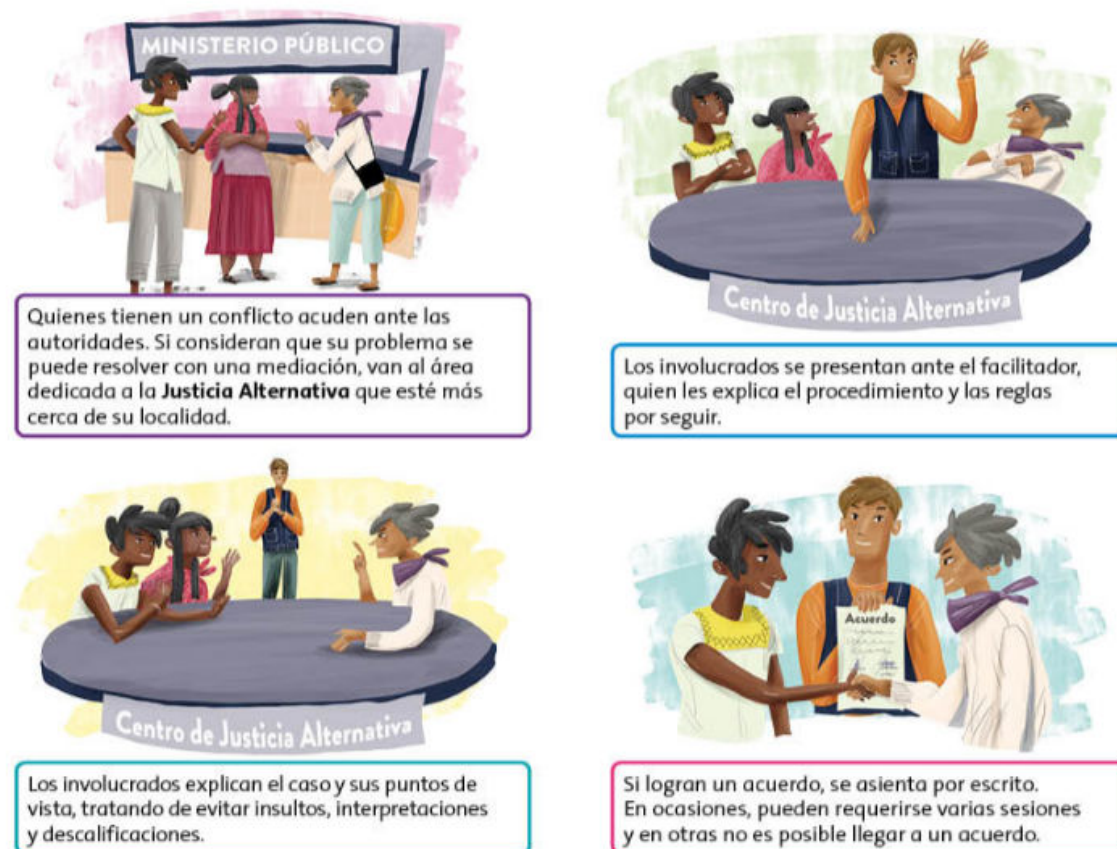 MINISTERIO PÚBLICO
Quienes tienen un conflicto acuden ante las
autoridades. Si consideran que su problema se
puede resolver con una mediación, van al área
dedicada a la Justicia Alternativa que esté más
cerca de su localidad.
Centro de Justicia Alternativa
Los involucrados se presentan ante el facilitador,
quien les explica el procedimiento y las reglas
por seguir.
Centro de Justicia Alternativa
Los involucrados explican el caso y sus puntos de
vista, tratando de evitar insultos, interpretaciones
y descalificaciones.
Acuerdo
Si logran un acuerdo, se asienta por escrito.
En ocasiones, pueden requerirse varias sesiones
y en otras no es posible llegar a un acuerdo.